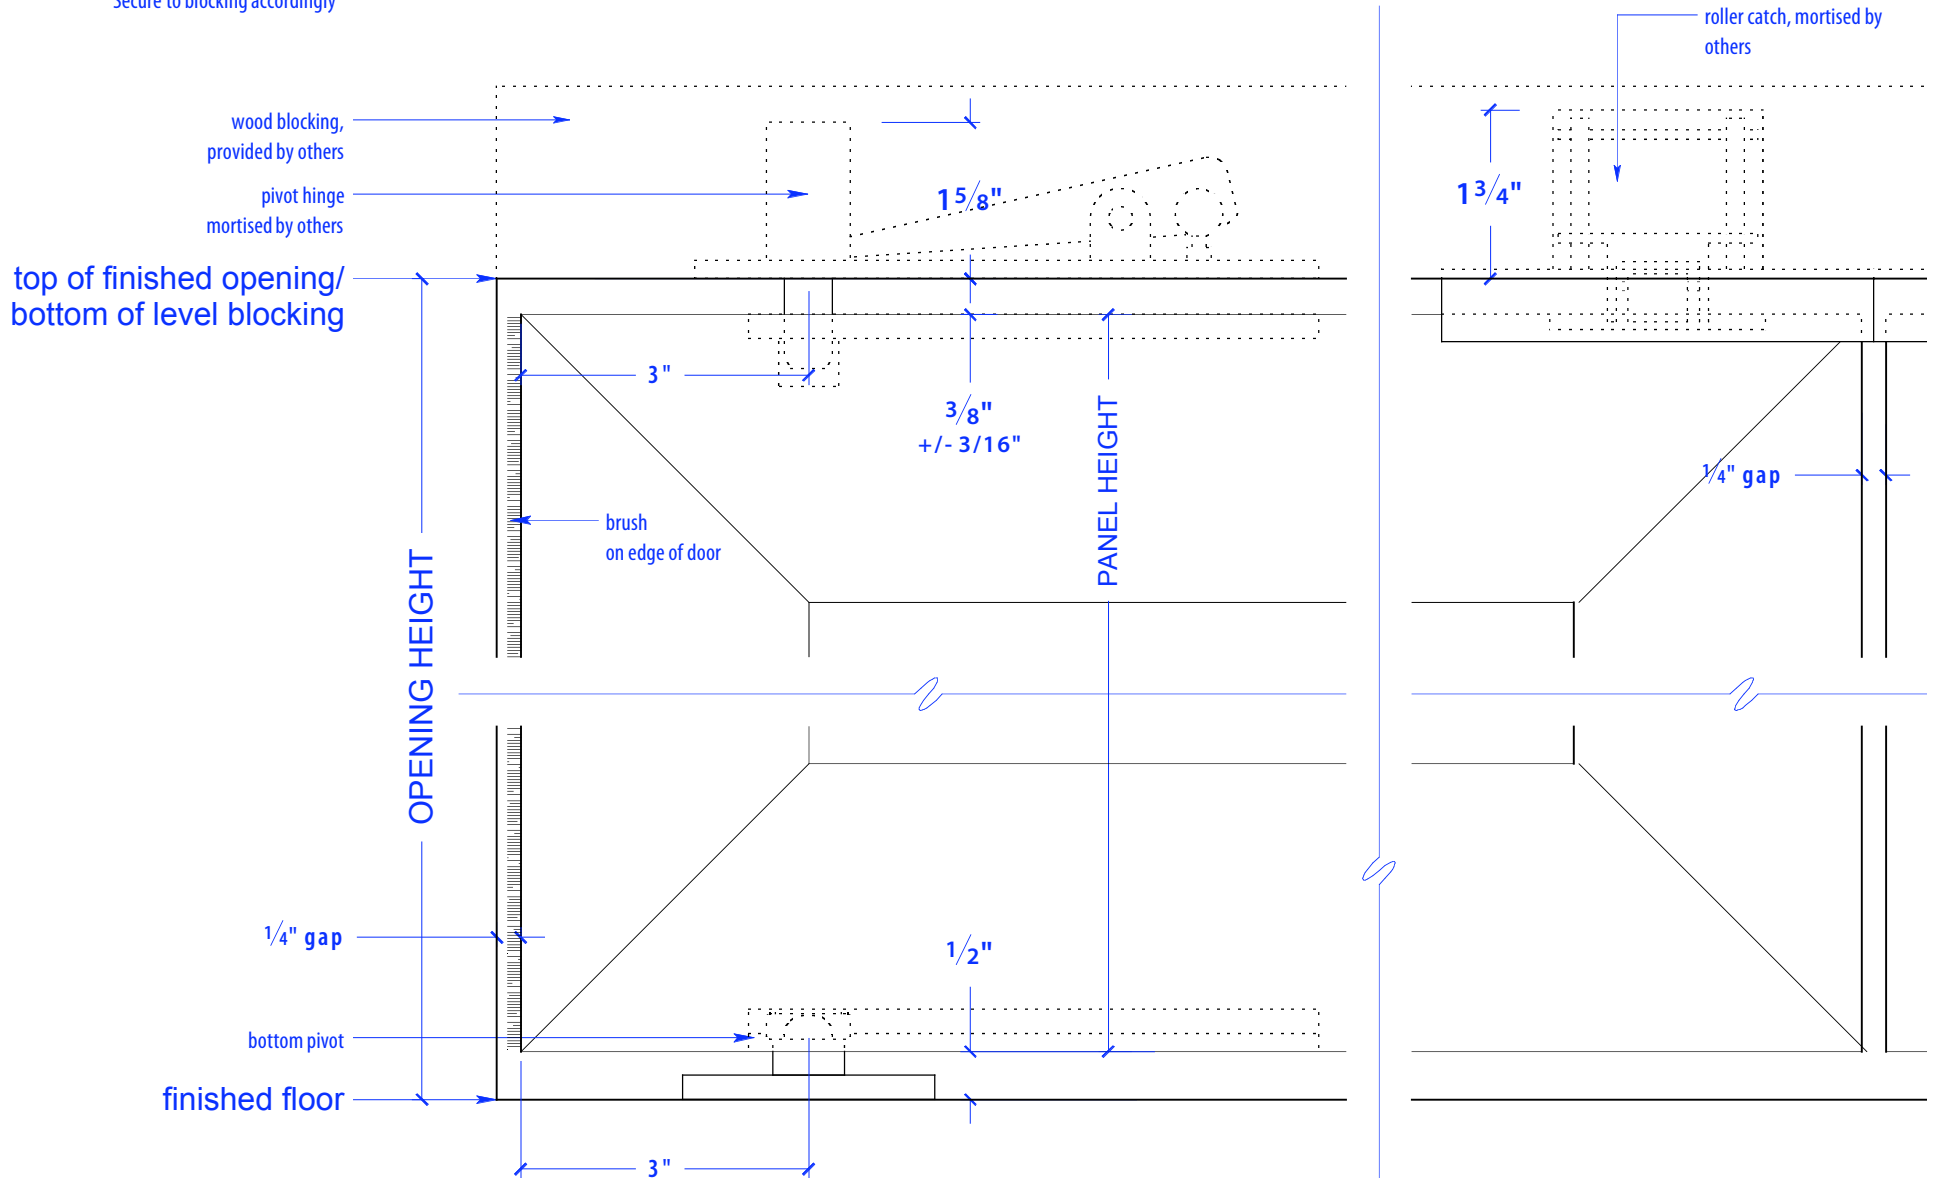 Secure to blocking accordingly
roller catch, mortised by
others
wood blocking,
provided by others
pivot hinge
mortised by others
1 5/8"
1 3/4"
top of finished opening/
bottom of level blocking
3"
3/8"
+/- 3/16"
PANEL HEIGHT
1/4" gap
brush
on edge of door
OPENING HEIGHT
1/4" gap
1/2"
bottom pivot
finished floor
3"